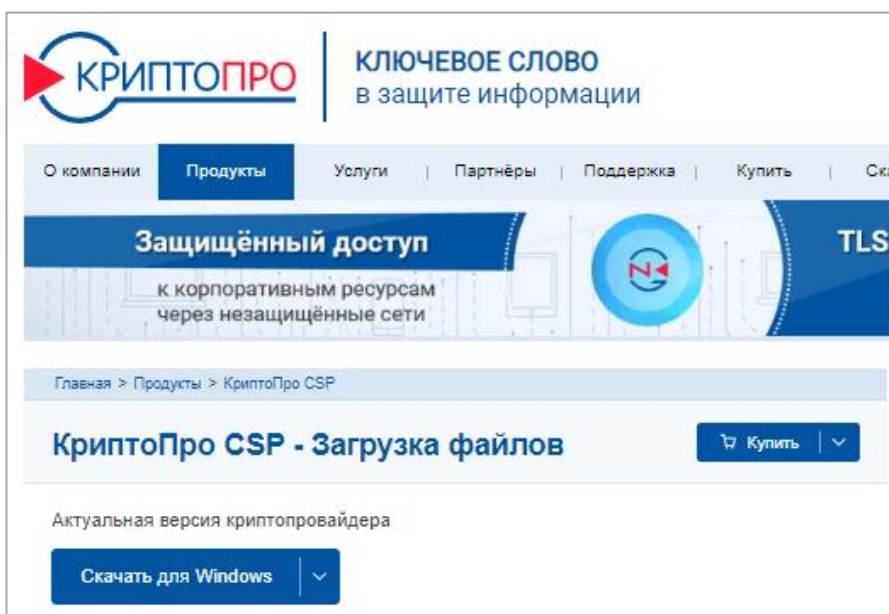 КРИПТОПРО
КЛЮЧЕВОЕ СЛОВО
в защите информации
О компании Продукты Услуги | Партнёры | Поддержка | Купить |
Защищённый доступ
к корпоративным ресурсам
через незащищённые сети
TLS
Главная > Продукты > КриптоПро CSP
КриптоПро CSP - Загрузка файлов
Купить
Актуальная версия криптопровайдера
Скачать для Windows